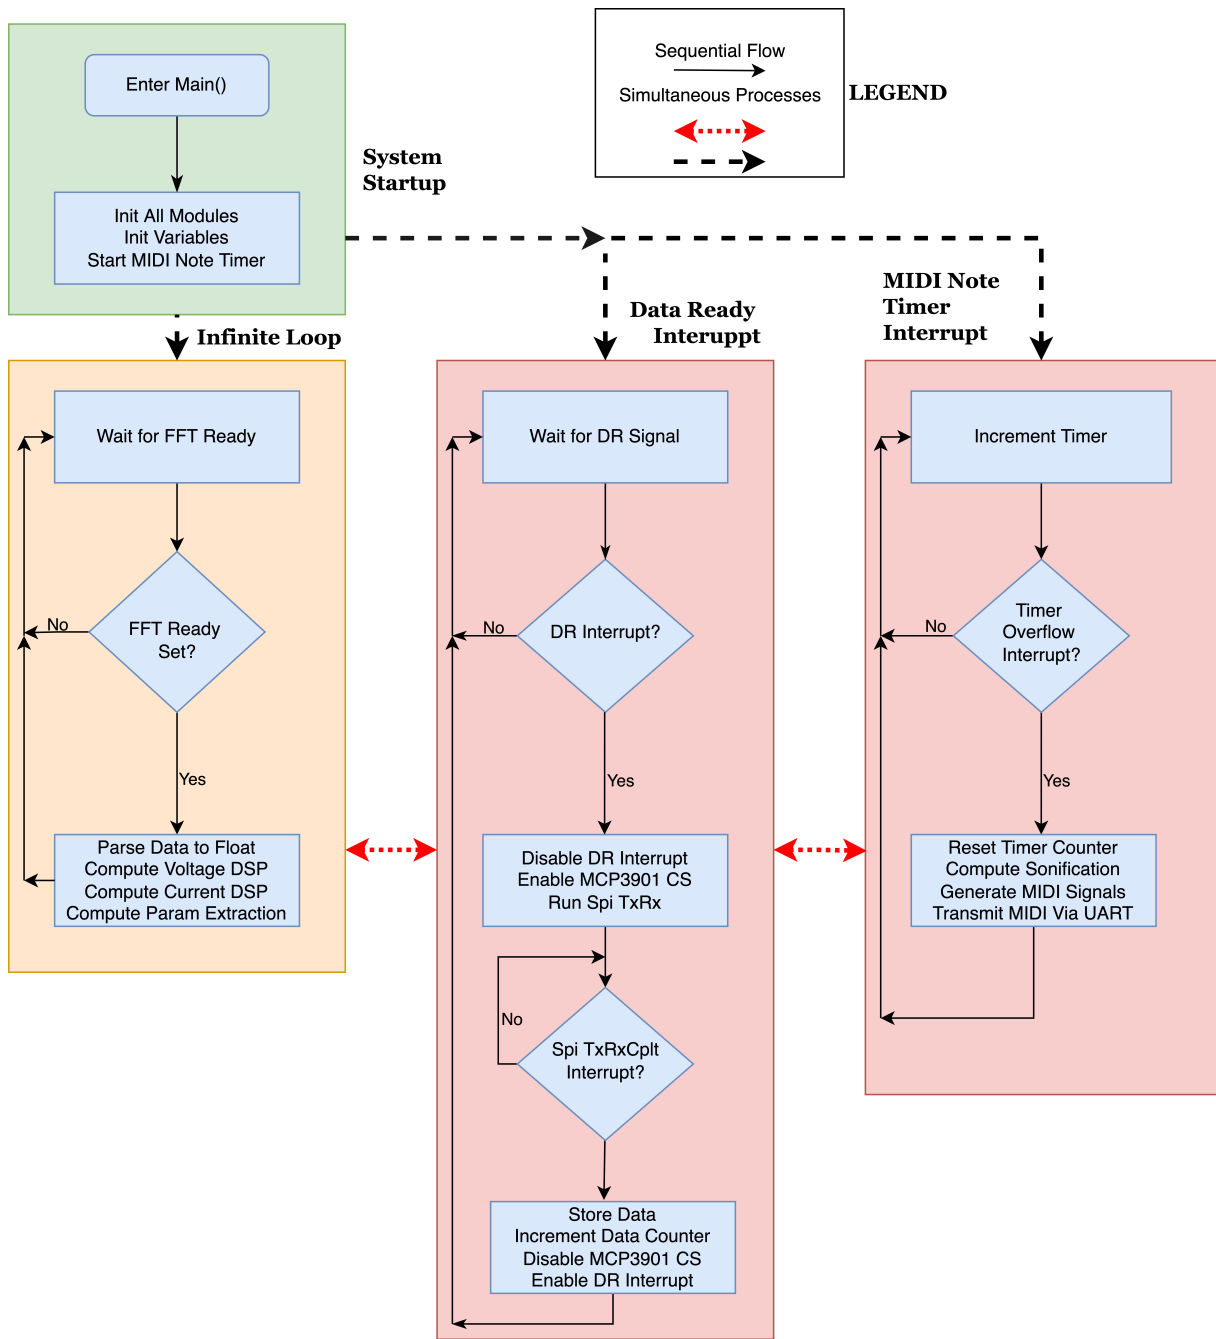 Enter Main()
Init All Modules
Init Variables
Start MIDI Note Timer
System
Startup
Sequential Flow
Simultaneous Processes
LEGEND
Infinite Loop
Data Ready
Interuppt
MIDI Note
Timer
Interrupt
Wait for FFT Ready
FFT Ready
Set?
No
Yes
Parse Data to Float
Compute Voltage DSP
Compute Current DSP
Compute Param Extraction
Wait for DR Signal
DR Interrupt?
No
Yes
Disable DR Interrupt
Enable MCP3901 CS
Run Spi TxRx
Spi TxRxCplt
Interrupt?
No
Store Data
Increment Data Counter
Disable MCP3901 CS
Enable DR Interrupt
Increment Timer
Timer
Overflow
Interrupt?
No
Yes
Reset Timer Counter
Compute Sonification
Generate MIDI Signals
Transmit MIDI Via UART